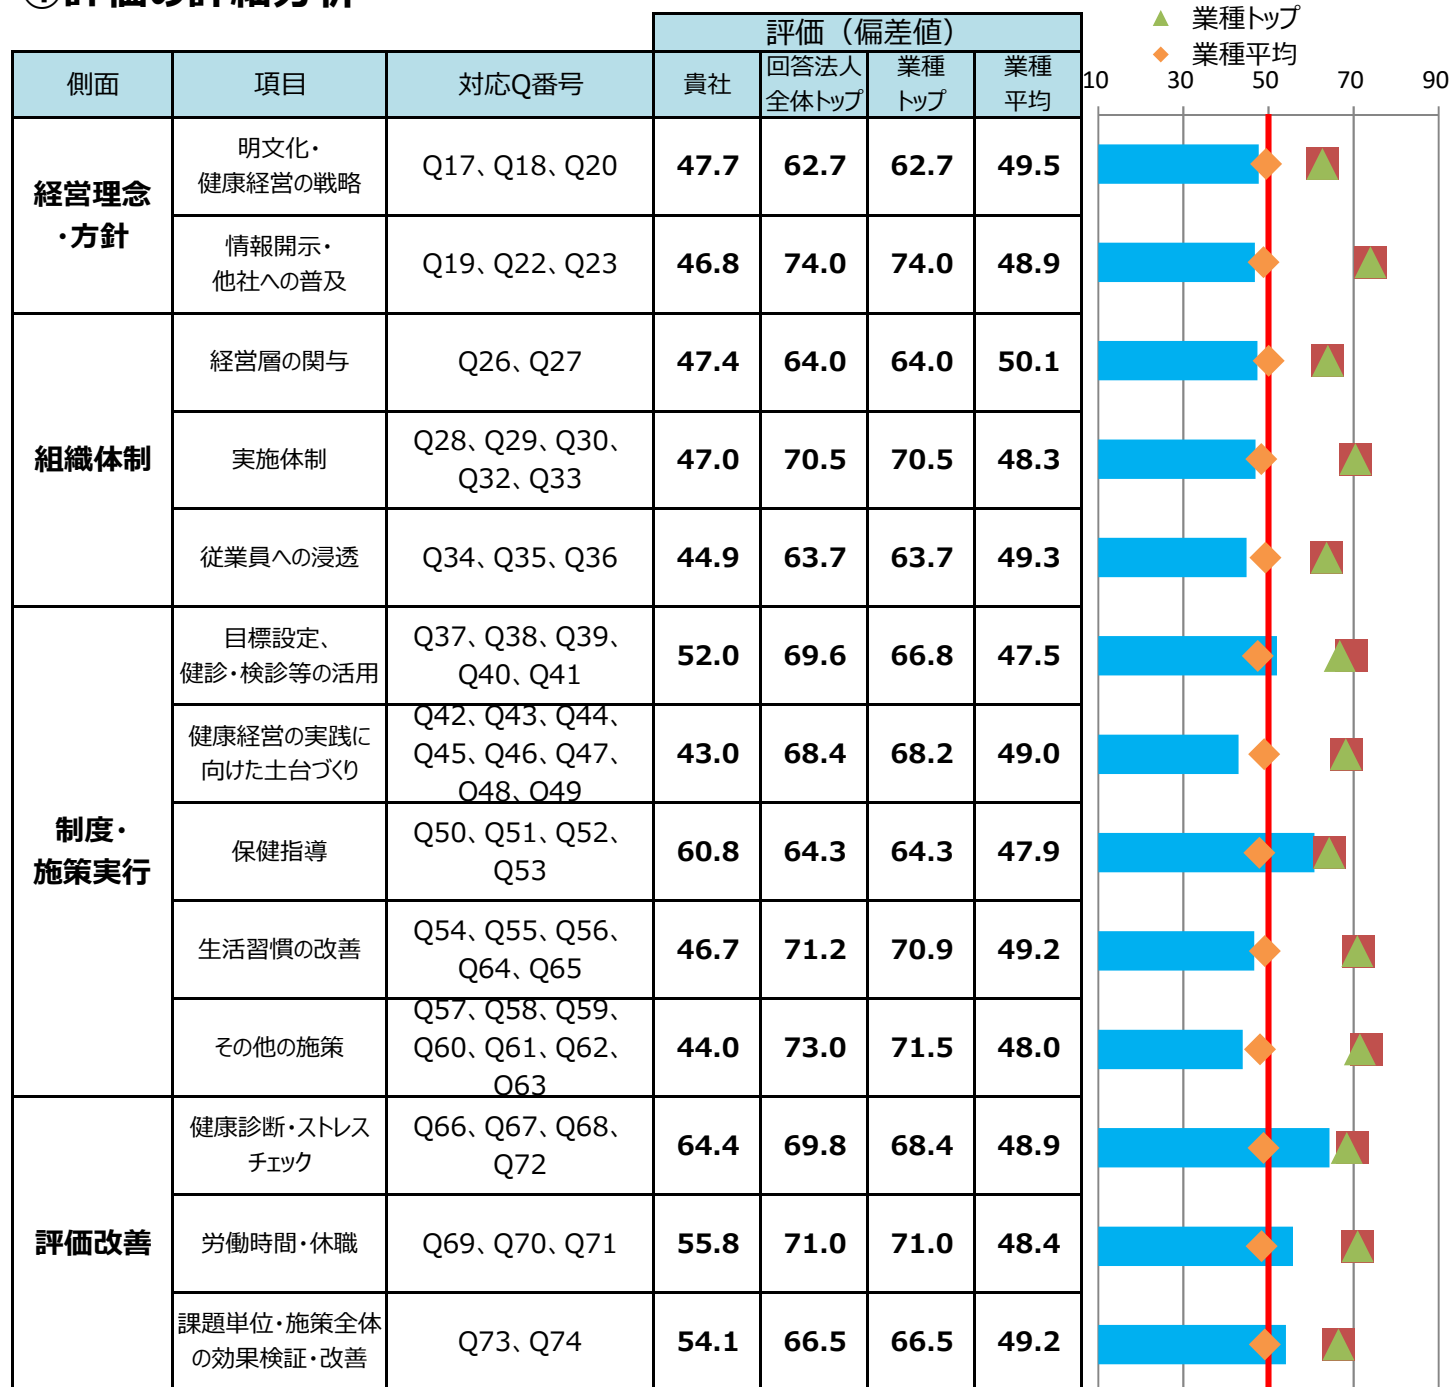 ①評価の詳細分析
▲ 業種トップ
◆ 業種平均
評価（偏差値）
側面 項目 対応Q番号 貴社 回答法人 業種 業種
全体トップ トップ 平均
10 30 50 70 90
経営理念
・方針
明文化・
健康経営の戦略
Q17、Q18、Q20 47.7 62.7 62.7 49.5
情報開示・
他社への普及
Q19、Q22、Q23 46.8 74.0 74.0 48.9
組織体制
経営層の関与 Q26、Q27 47.4 64.0 64.0 50.1
実施体制
Q28、Q29、Q30、
Q32、Q33
47.0 70.5 70.5 48.3
従業員への浸透 Q34、Q35、Q36 44.9 63.7 63.7 49.3
制度・
施策実行
目標設定、
健診・検診等の活用
Q37、Q38、Q39、
Q40、Q41
52.0 69.6 66.8 47.5
健康経営の実践に
向けた土台づくり
Q42、Q43、Q44、
Q45、Q46、Q47、
Q48、Q49
43.0 68.4 68.2 49.0
保健指導
Q50、Q51、Q52、
Q53
60.8 64.3 64.3 47.9
生活習慣の改善
Q54、Q55、Q56、
Q64、Q65
46.7 71.2 70.9 49.2
その他の施策
Q57、Q58、Q59、
Q60、Q61、Q62、
Q63
44.0 73.0 71.5 48.0
評価改善
健康診断・ストレス
チェック
Q66、Q67、Q68、
Q72
64.4 69.8 68.4 48.9
労働時間・休職 Q69、Q70、Q71 55.8 71.0 71.0 48.4
課題単位・施策全体
の効果検証・改善
Q73、Q74 54.1 66.5 66.5 49.2